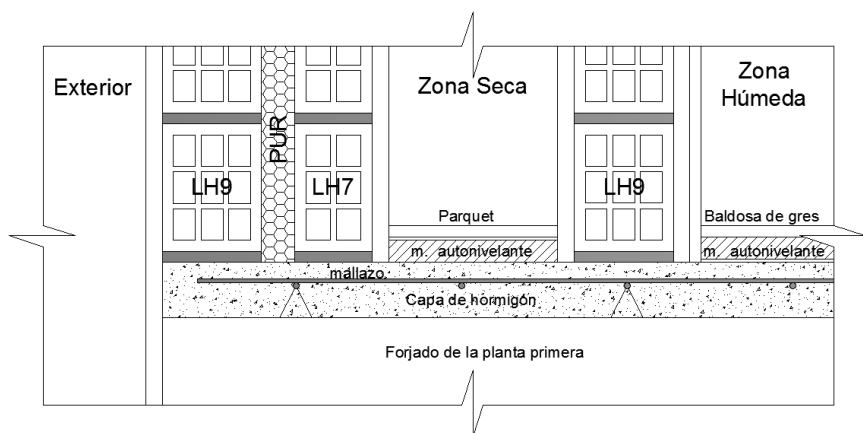 Exterior
Zona Seca
Zona
Húmeda
PUR
LH9
LH7
LH9
Parquet
Baldosa de gres
m. autonivelante
m. autonivelante
mallazo
Capa de hormigón
Forjado de la planta primera